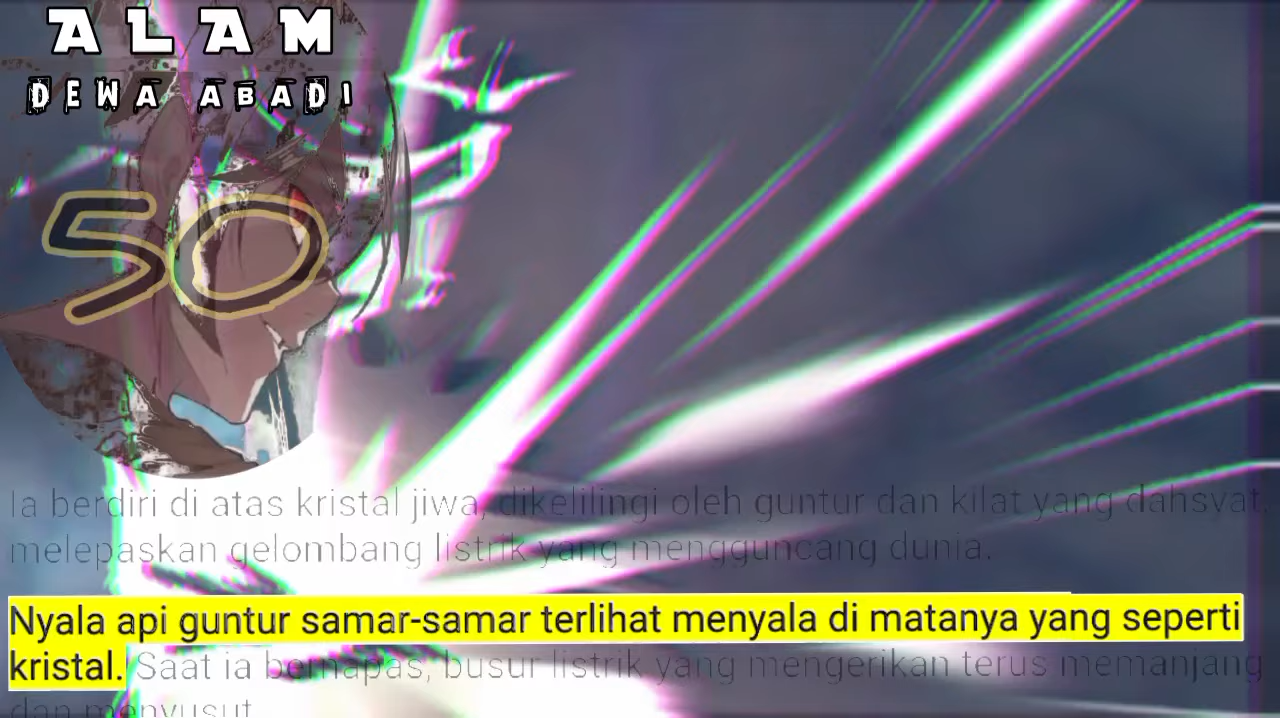 ALAM
DEWA ABADI
50
Ia berdiri di atas kristal jiwa, dikelilingi oleh guntur dan kilat yang dahsyat,
melepaskan gelombang listrik yang mengguncang dunia.
Nyala api guntur samar-samar terlihat menyala di matanya yang seperti
kristal. Saat ia bernapas, busur listrik yang mengerikan terus memanjang
dan menyusut